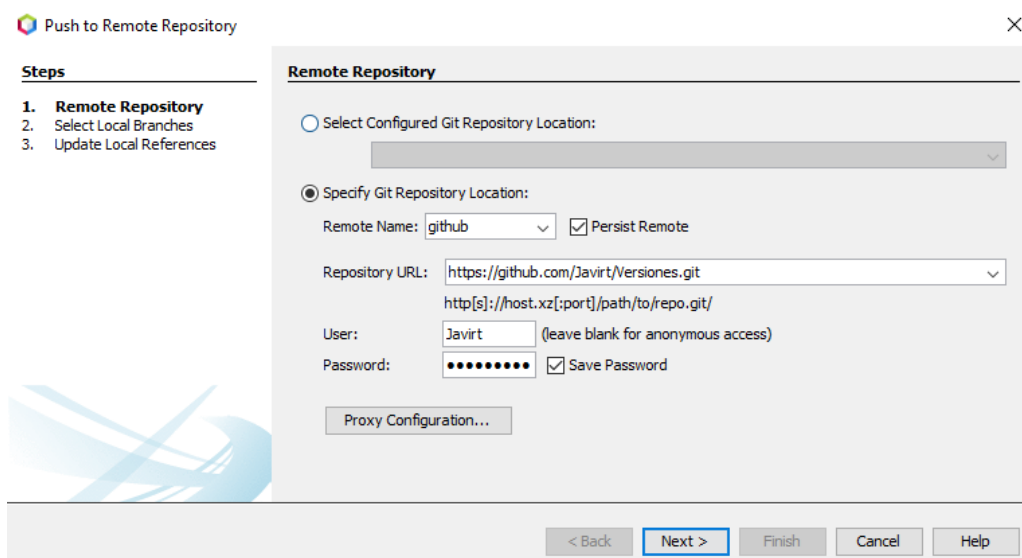 Push to Remote Repository
Steps
1. Remote Repository
2. Select Local Branches
3. Update Local References
Remote Repository
Select Configured Git Repository Location:
Specify Git Repository Location:
Remote Name: github Persist Remote
Repository URL: https://github.com/Javirt/Versiones.git
http[s]://host.xz[:port]/path/to/repo.git/
User: Javirt (leave blank for anonymous access)
Password: ●●●●●●●●● Save Password
Proxy Configuration...
< Back Next > Finish Cancel Help